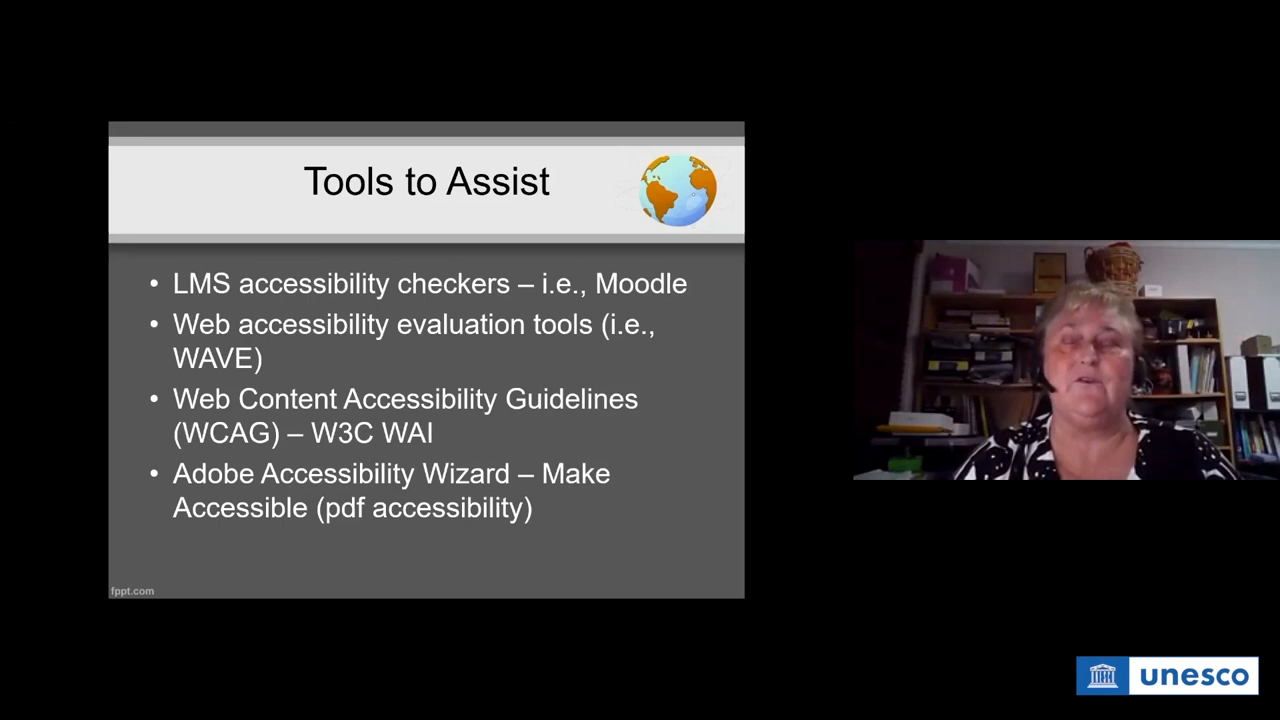 Tools to Assist
• LMS accessibility checkers – i.e., Moodle
• Web accessibility evaluation tools (i.e.,
WAVE)
• Web Content Accessibility Guidelines
(WCAG) – W3C WAI
• Adobe Accessibility Wizard – Make
Accessible (pdf accessibility)
fppt.com
unesco